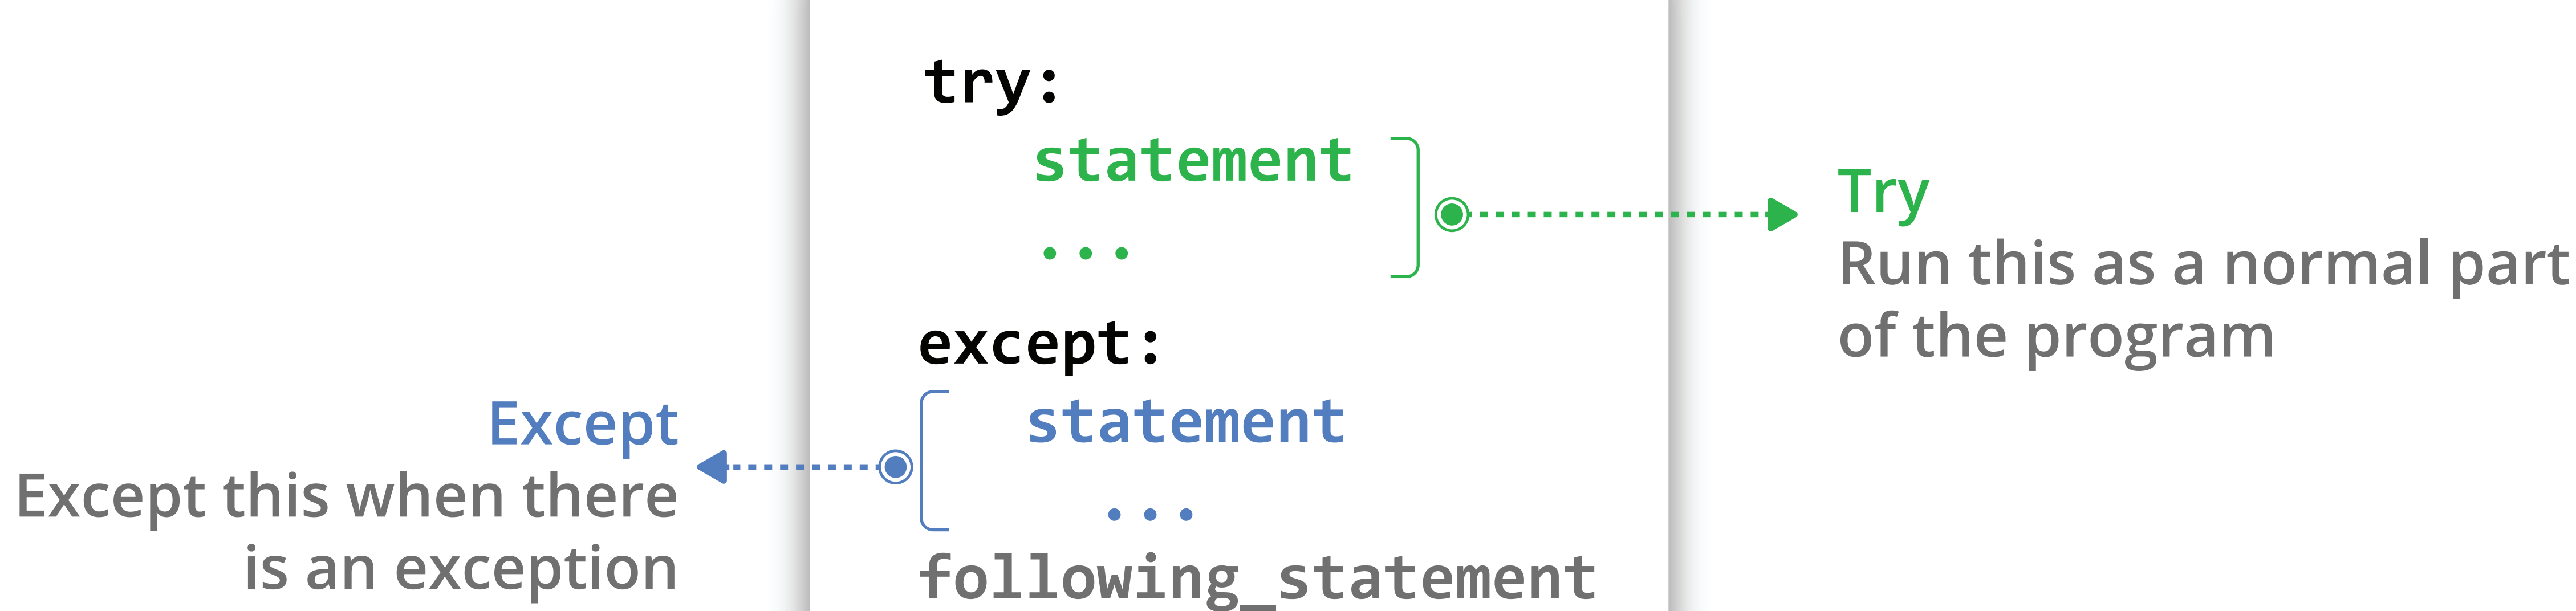 try:
statement
...
except:
statement
...
following_statement
Try
Run this as a normal part
of the program
Except
Except this when there
is an exception